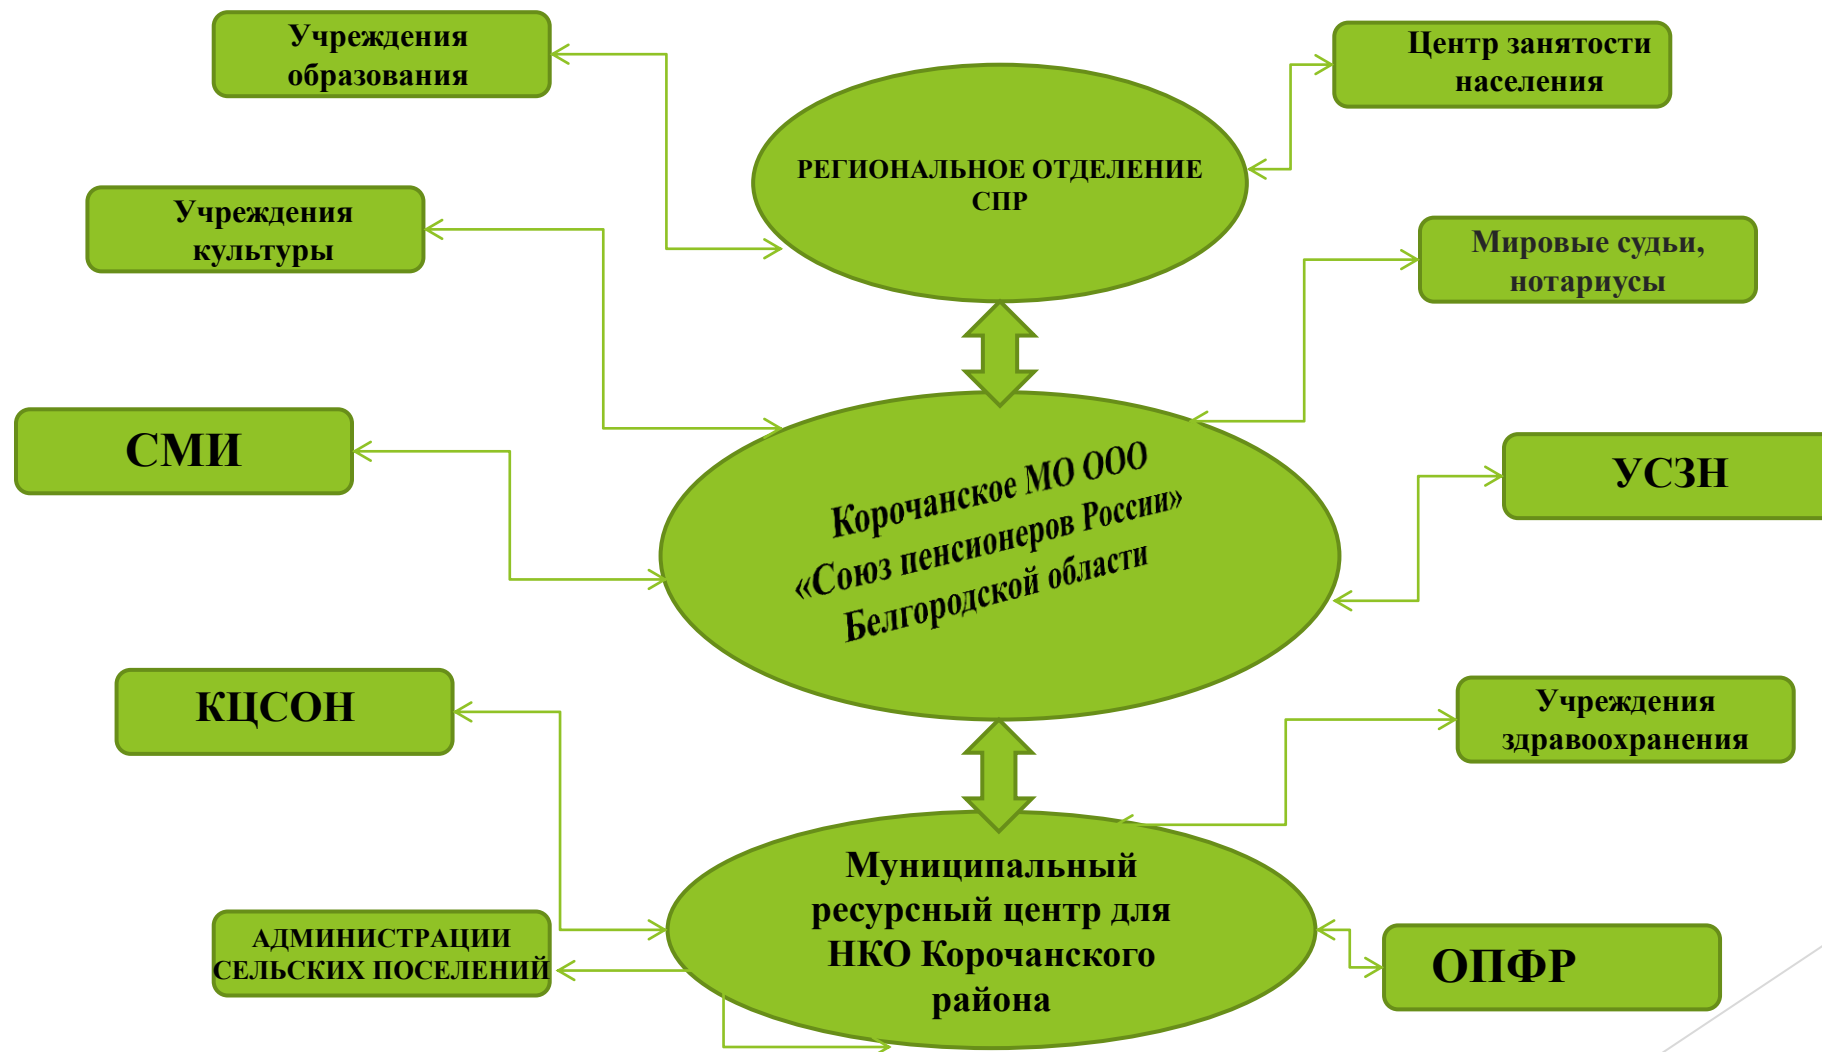 Учреждения
образования
Центр занятости
населения
РЕГИОНАЛЬНОЕ ОТДЕЛЕНИЕ
СПР
Учреждения
культуры
Мировые судьи,
нотариусы
СМИ
Корочанское МО ООО
«Союз пенсионеров России»
Белгородской области
УСЗН
КЦСОН
Учреждения
здравоохранения
Муниципальный
ресурсный центр для
НКО Корочанского
района
АДМИНИСТРАЦИИ
СЕЛЬСКИХ ПОСЕЛЕНИЙ
ОПФР